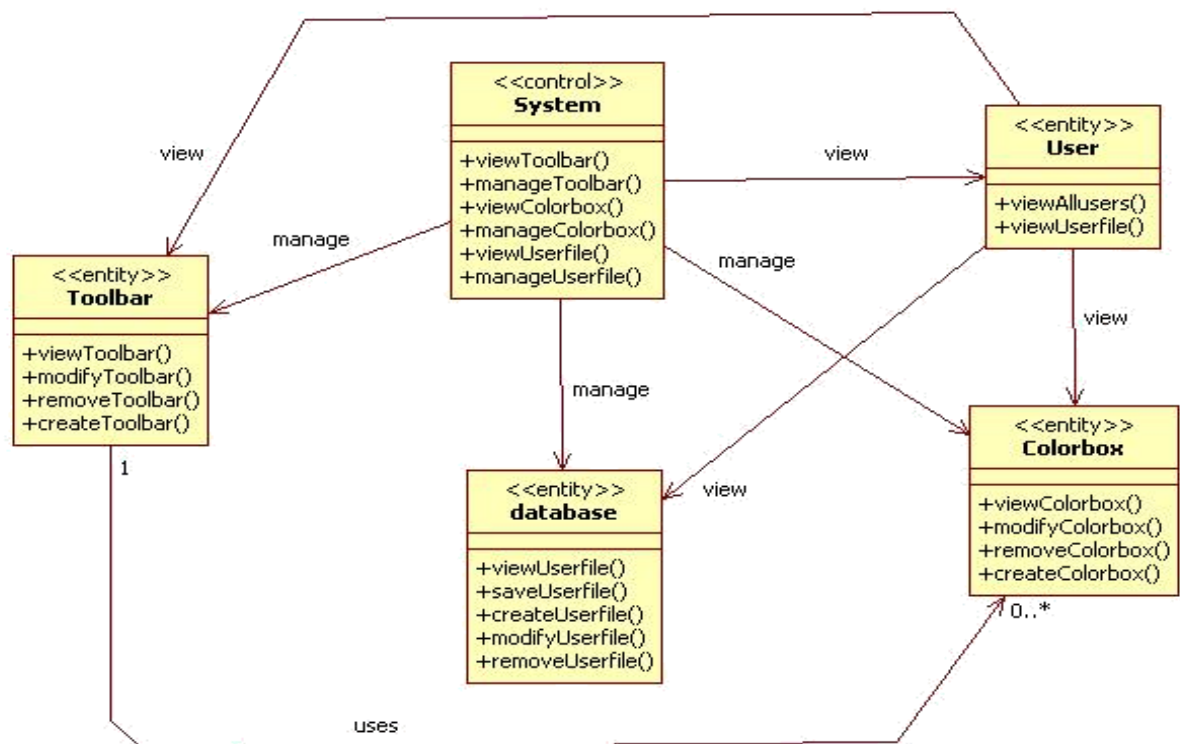 <<control>>
System
+viewToolbar()
+manageToolbar()
+viewColorbox()
+manageColorbox()
+viewUserfile()
+manageUserfile()
<<entity>>
User
+viewAllusers()
+viewUserfile()
view
view
manage
manage
view
<<entity>>
Toolbar
+viewToolbar()
+modifyToolbar()
+removeToolbar()
+createToolbar()
1
manage
<<entity>>
database
+viewUserfile()
+saveUserfile()
+createUserfile()
+modifyUserfile()
+removeUserfile()
view
<<entity>>
Colorbox
+viewColorbox()
+modifyColorbox()
+removeColorbox()
+createColorbox()
0..*
uses